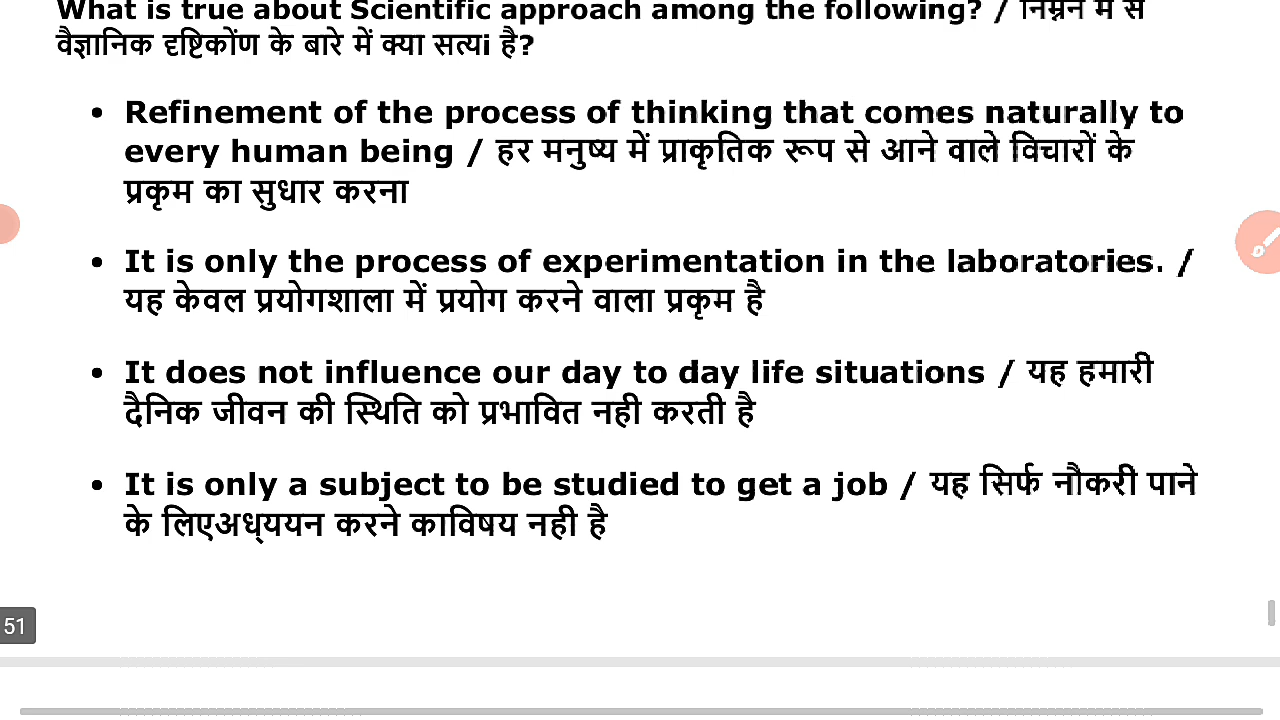 What is true about Scientific approach among the following? / निम्रन में से
वैज्ञानिक दृष्टिकोंण के बारे में क्या सत्यi है?
• Refinement of the process of thinking that comes naturally to
every human being / हर मनुष्य में प्राकृतिक रूप से आने वाले विचारों के
प्रकृम का सुधार करना
• It is only the process of experimentation in the laboratories. /
यह केवल प्रयोगशाला में प्रयोग करने वाला प्रकृम है
• It does not influence our day to day life situations / यह हमारी
दैनिक जीवन की स्थिति को प्रभावित नही करती है
• It is only a subject to be studied to get a job / यह सिर्फ नौकरी पाने
के लिएअध्ययन करने काविषय नही है
51